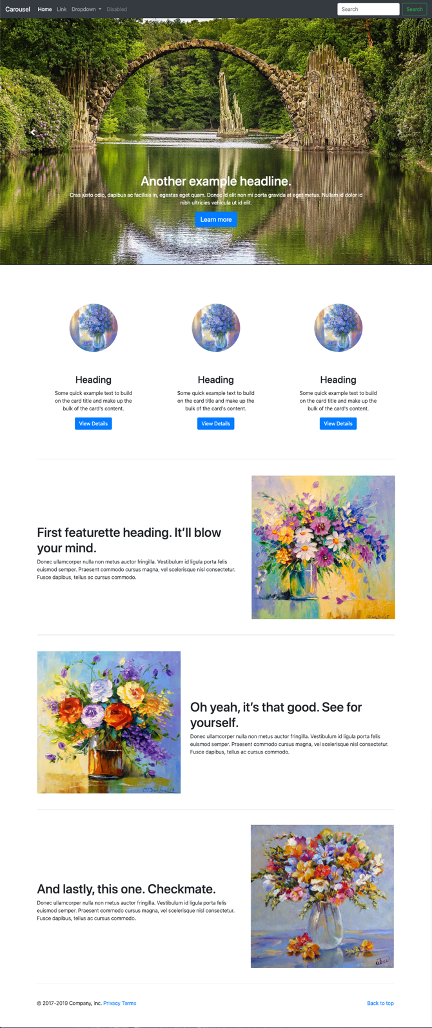 Carousel Home Link Dropdown Disabled Search Search
Another example headline.
Cras justo odio, dapibus ac facilisis in, egestas eget quam. Donec id elit non mi porta gravida at eget metus. Nullam id dolor id
nibh ultricies vehicula ut id elit.
Learn more
Heading
Some quick example text to build
on the card title and make up the
bulk of the card's content.
View Details
Heading
Some quick example text to build
on the card title and make up the
bulk of the card's content.
View Details
Heading
Some quick example text to build
on the card title and make up the
bulk of the card's content.
View Details
First featurette heading. It'll blow
your mind.
Donec ullamcorper nulla non metus auctor fringilla. Vestibulum id ligula porta felis
euismod semper. Praesent commodo cursus magna, vel scelerisque nisl consectetur.
Fusce dapibus, tellus ac cursus commodo.
Oh yeah, it's that good. See for
yourself.
Donec ullamcorper nulla non metus auctor fringilla. Vestibulum id ligula porta felis
euismod semper. Praesent commodo cursus magna, vel scelerisque nisl consectetur.
Fusce dapibus, tellus ac cursus commodo.
And lastly, this one. Checkmate.
Donec ullamcorper nulla non metus auctor fringilla. Vestibulum id ligula porta felis
euismod semper. Praesent commodo cursus magna, vel scelerisque nisl consectetur.
Fusce dapibus, tellus ac cursus commodo.
© 2017-2019 Company, Inc. Privacy Terms
Back to top